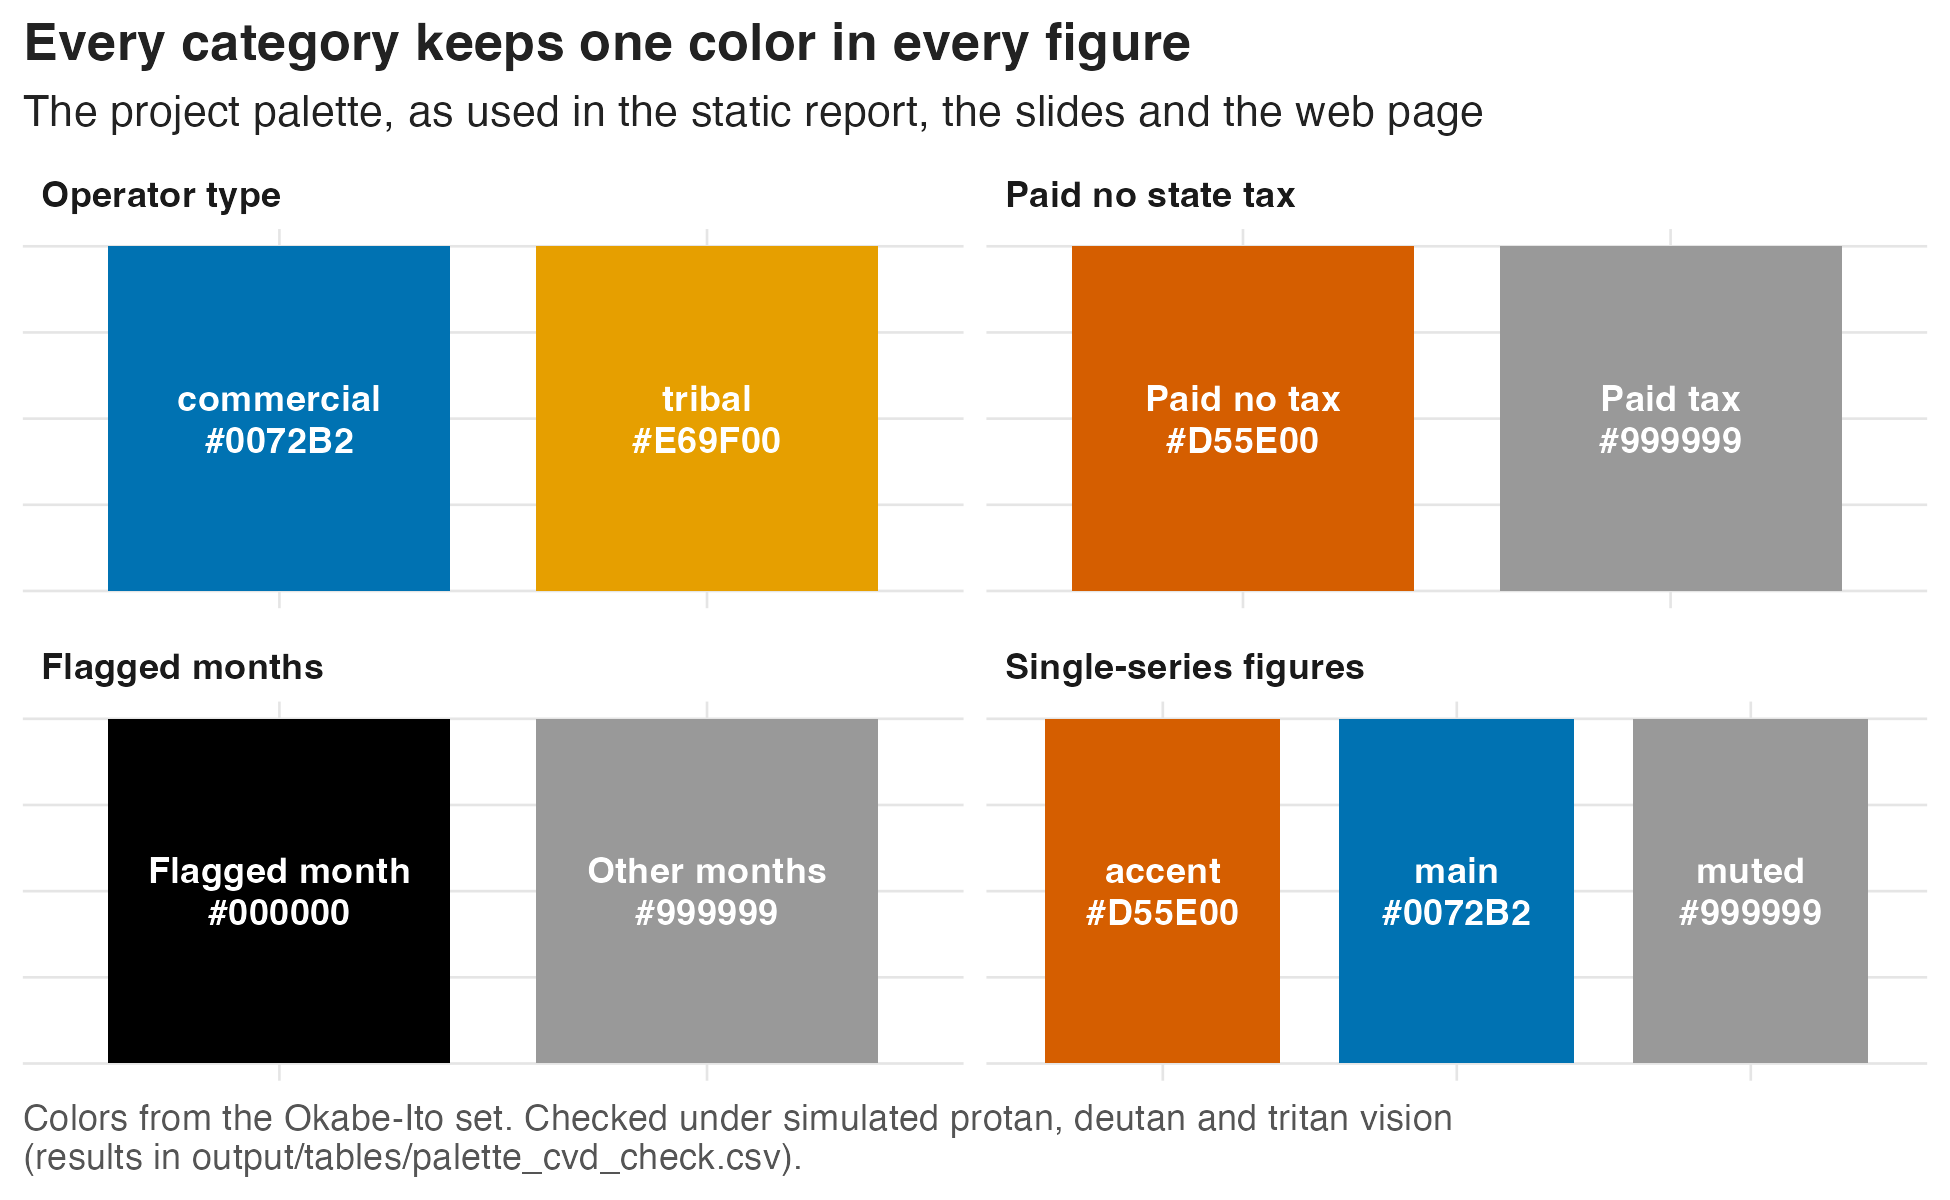 Every category keeps one color in every figure
The project palette, as used in the static report, the slides and the web page
Operator type
commercial
#0072B2
tribal
#E69F00
Paid no state tax
Paid no tax
#D55E00
Paid tax
#999999
Flagged months
Flagged month
#000000
Other months
#999999
Single-series figures
accent
#D55E00
main
#0072B2
muted
#999999
Colors from the Okabe-Ito set. Checked under simulated protan, deutan and tritan vision
(results in output/tables/palette_cvd_check.csv).